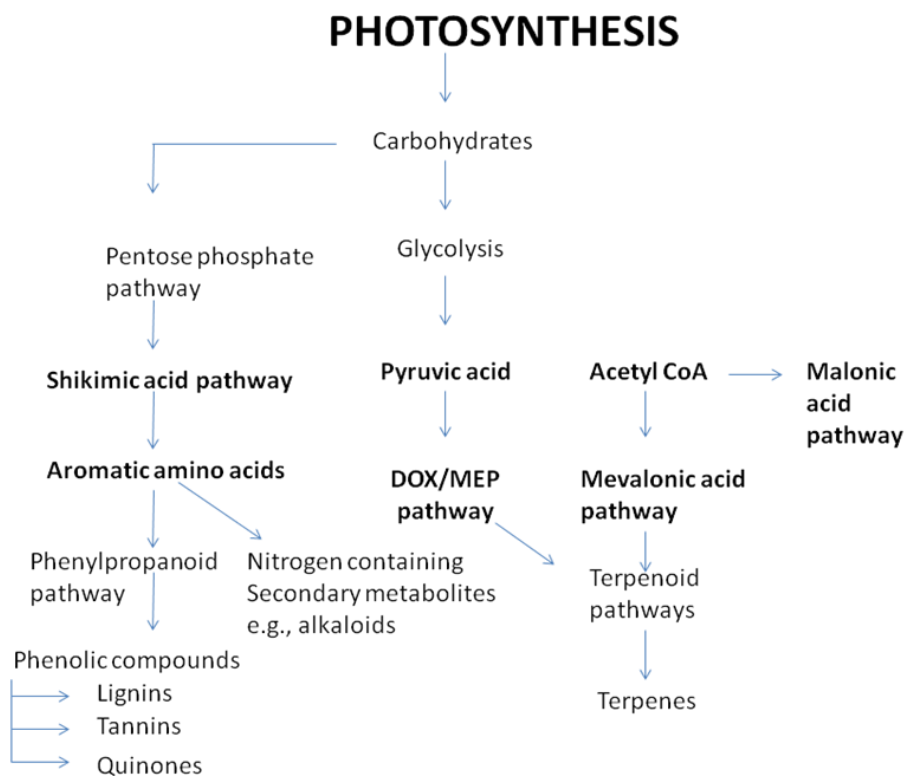 PHOTOSYNTHESIS
Carbohydrates
Pentose phosphate
pathway
Glycolysis
Shikimic acid pathway
Pyruvic acid
Acetyl CoA
Malonic
acid
pathway
Aromatic amino acids
DOX/MEP
pathway
Mevalonic acid
pathway
Phenylpropanoid
pathway
Nitrogen containing
Secondary metabolites
e.g., alkaloids
Terpenoid
pathways
Phenolic compounds
Lignins
Tannins
Quinones
Terpenes